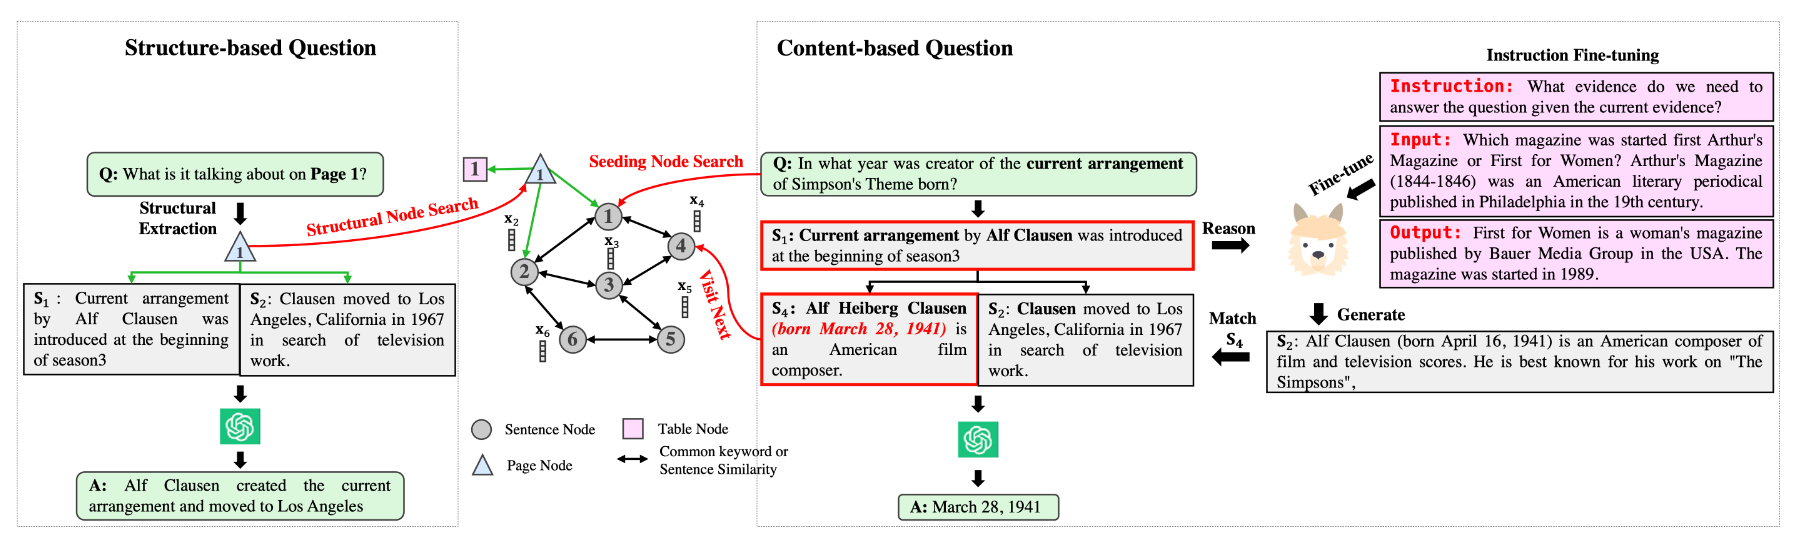 Structure-based Question
Q: What is it talking about on Page 1?
Structural
Extraction
1
S1 : Current arrangement
by Alf Clausen was
introduced at the beginning
of season3
S2: Clausen moved to Los
Angeles, California in 1967
in search of television
work.
A: Alf Clausen created the current
arrangement and moved to Los Angeles
Structural Node Search
1
1
Seeding Node Search
x2
x3
x4
x5
x6
1
2
3
4
5
6
Visit Next
Sentence Node
Table Node
Page Node
Common keyword or
Sentence Similarity
Content-based Question
Q: In what year was creator of the current arrangement
of Simpson's Theme born?
S1: Current arrangement by Alf Clausen was introduced
at the beginning of season3
S4: Alf Heiberg Clausen
(born March 28, 1941) is
an American film
composer.
S2: Clausen moved to Los
Angeles, California in 1967
in search of television
work.
A: March 28, 1941
Reason
Instruction Fine-tuning
Instruction: What evidence do we need to
answer the question given the current evidence?
Input: Which magazine was started first Arthur's
Magazine or First for Women? Arthur's Magazine
(1844-1846) was an American literary periodical
published in Philadelphia in the 19th century.
Output: First for Women is a woman's magazine
published by Bauer Media Group in the USA. The
magazine was started in 1989.
Fine-tune
Generate
Match
S4
S2: Alf Clausen (born April 16, 1941) is an American composer of
film and television scores. He is best known for his work on "The
Simpsons",